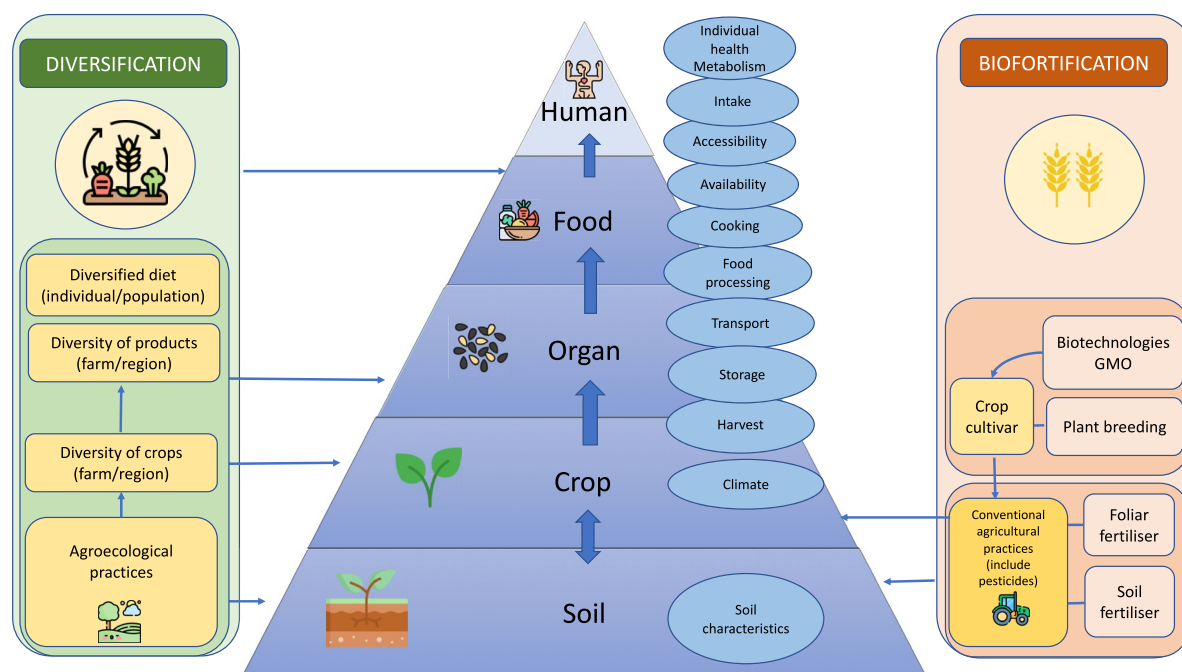 DIVERSIFICATION
Diversified diet
(individual/population)
Diversity of products
(farm/region)
Diversity of crops
(farm/region)
Agroecological
practices
Human
Food
Organ
Crop
Soil
Individual
health
Metabolism
Intake
Accessibility
Availability
Cooking
Food
processing
Transport
Storage
Harvest
Climate
Soil
characteristics
BIOFORTIFICATION
Biotechnologies
GMO
Crop
cultivar
Plant breeding
Conventional
agricultural
practices
(include
pesticides)
Foliar
fertiliser
Soil
fertiliser